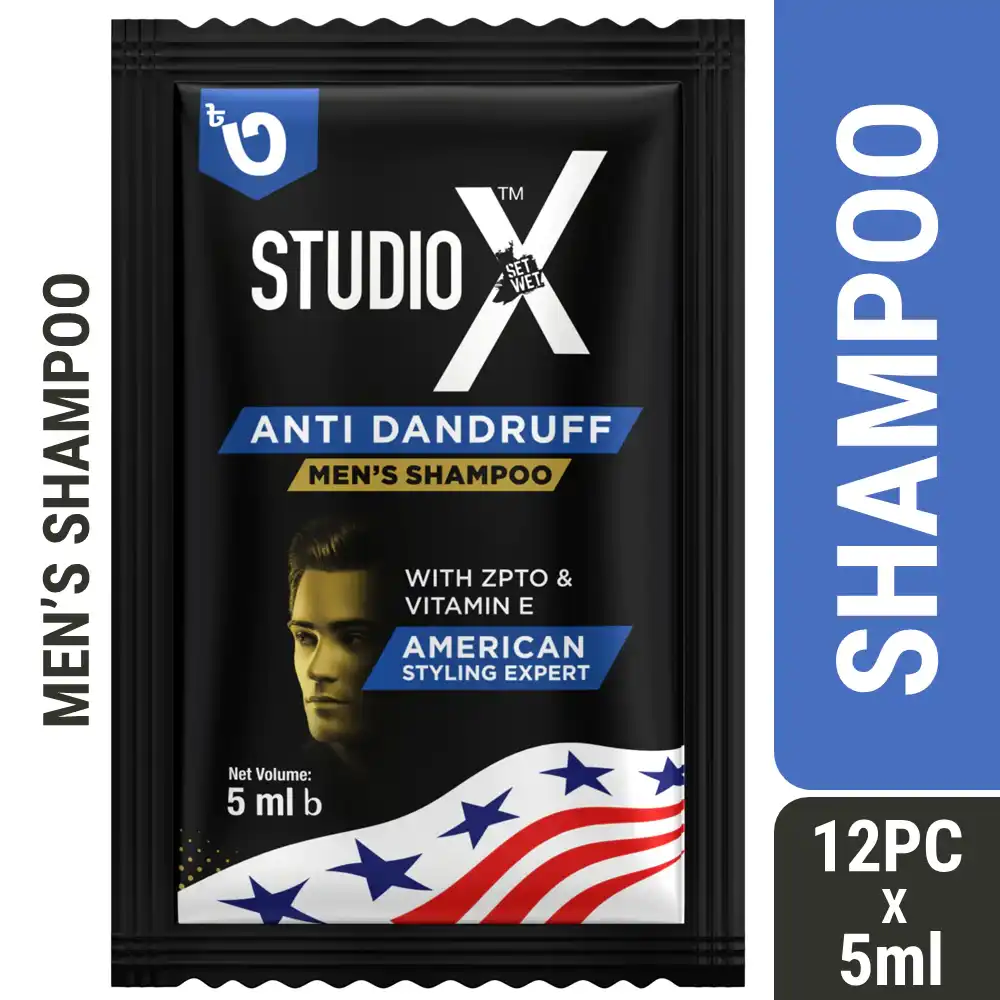 MEN'S SHAMPOO
৳ ৩
STUDIO X
TM
SET
WET
ANTI DANDRUFF
MEN'S SHAMPOO
WITH ZPTO &
VITAMIN E
AMERICAN
STYLING EXPERT
Net Volume:
5 ml b
SHAMPOO
12PC
x
5ml